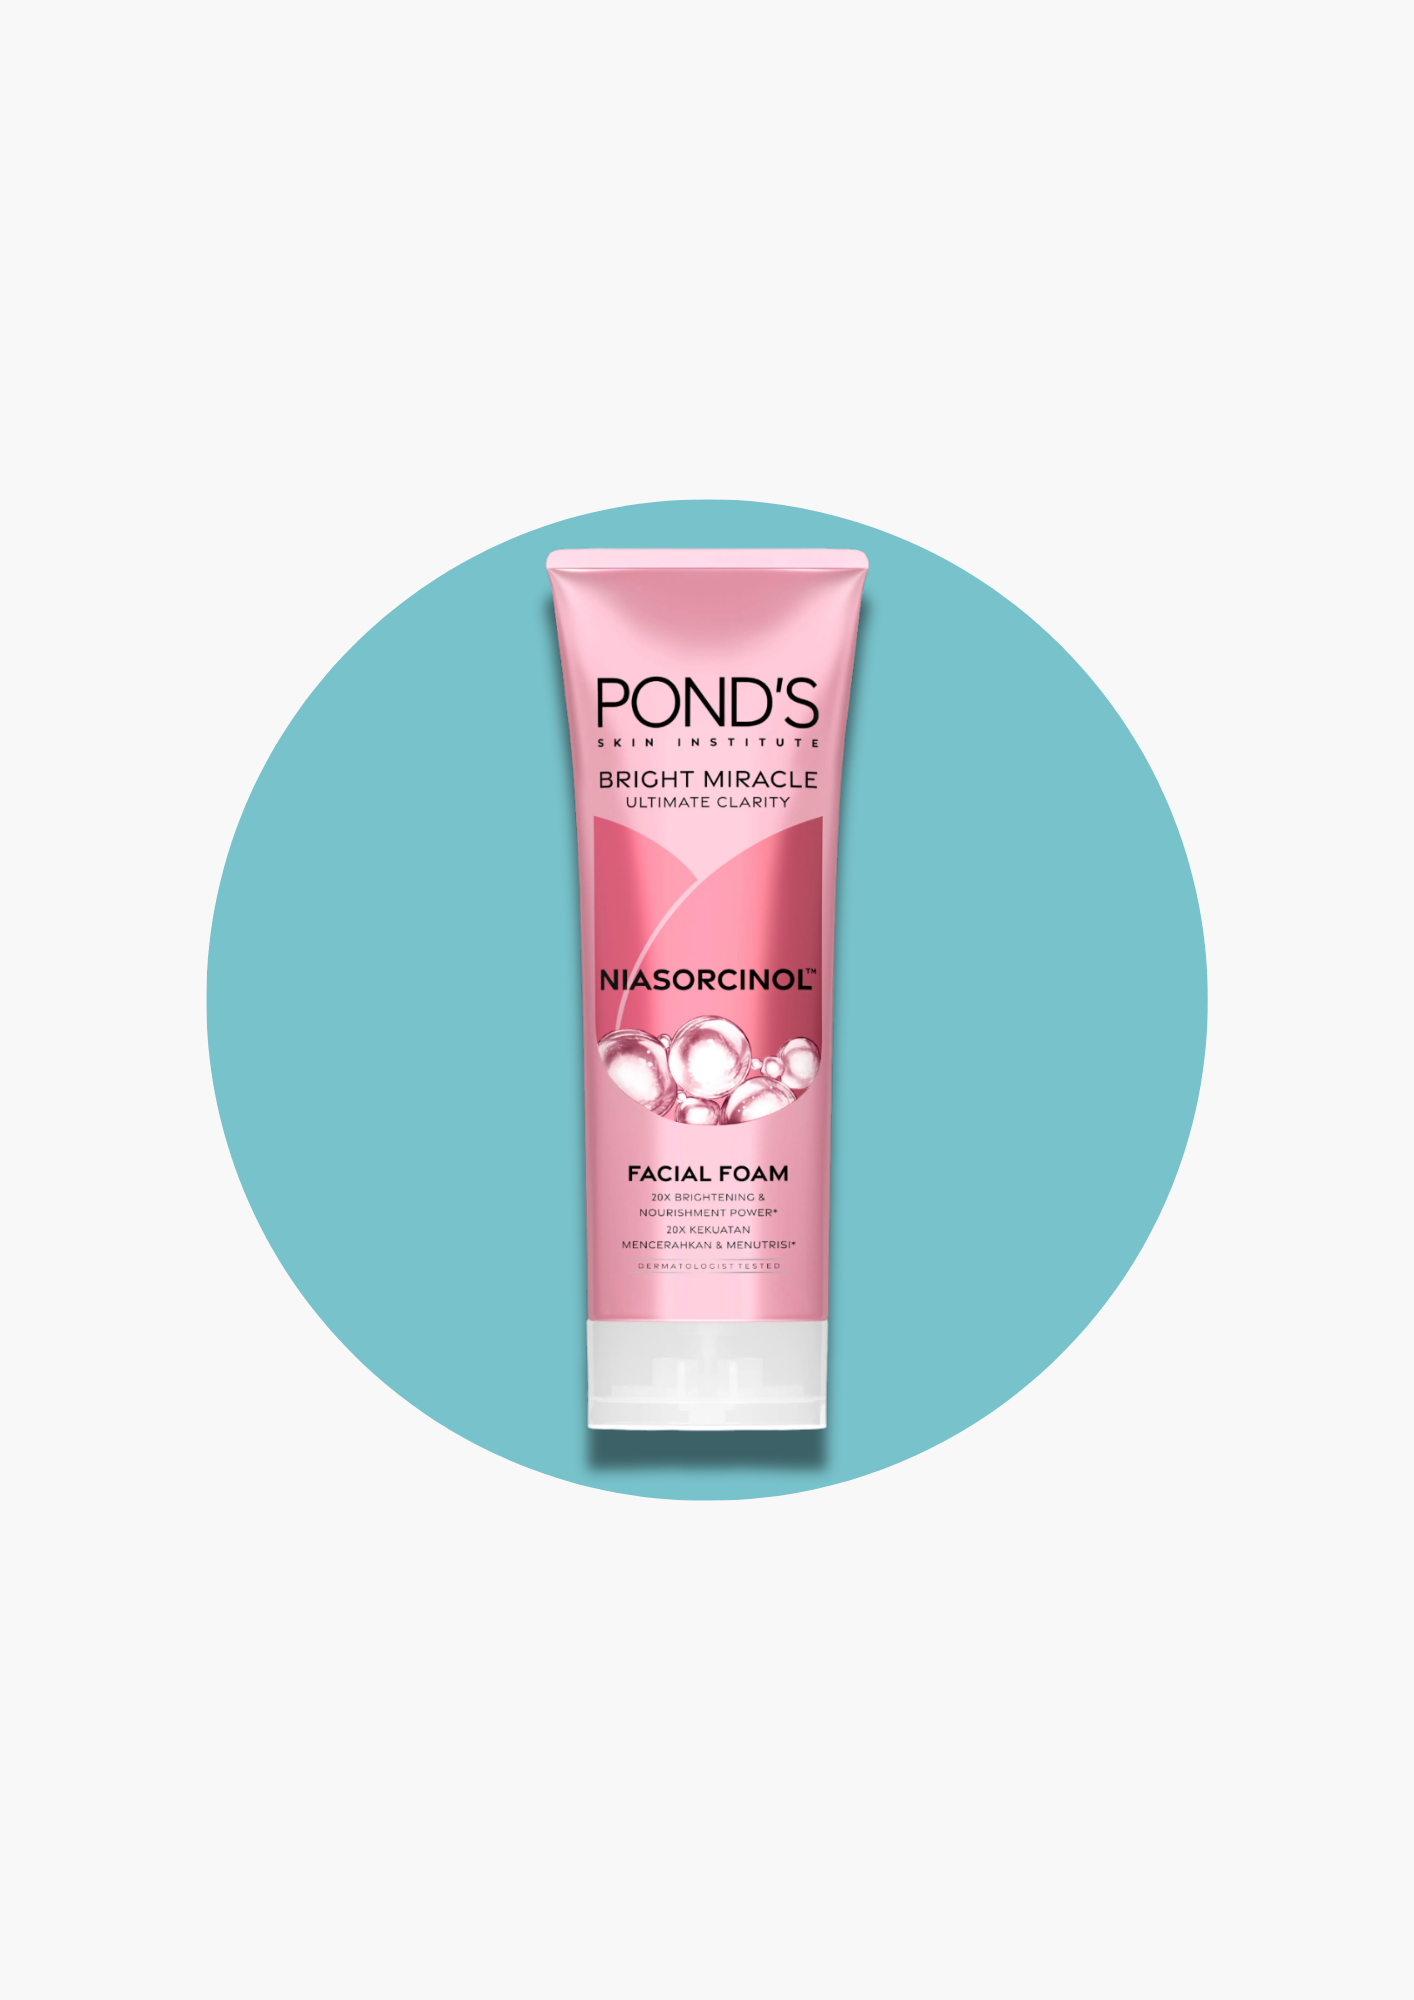 POND'S
SKIN INSTITUTE
BRIGHT MIRACLE
ULTIMATE CLARITY
NIASORCINOL™
FACIAL FOAM
20X BRIGHTENING &
NOURISHMENT POWER*
20X KEKUATAN
MENCERAHKAN & MENUTRISI*
DERMATOLOGIST TESTED